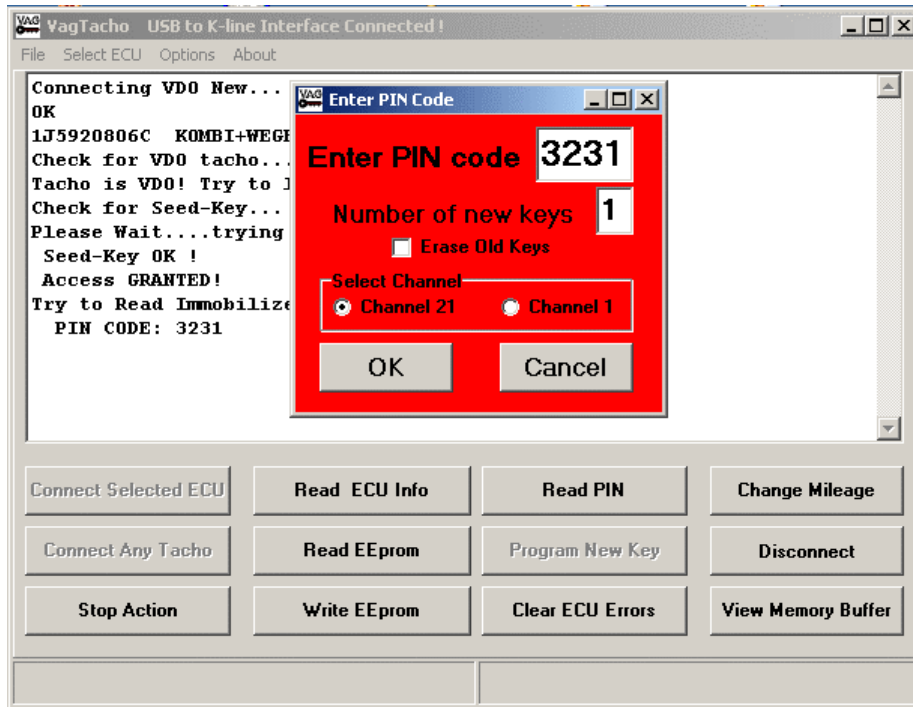 VAG VagTacho USB to K-line Interface Connected !
File Select ECU Options About
Connecting VDO New...
OK
1J5920806C KOMBI+WEGF
Check for VDO tacho...
Tacho is VDO! Try to I
Check for Seed-Key...
Please Wait....trying
Seed-Key OK !
Access GRANTED!
Try to Read Immobilize
PIN CODE: 3231
VAG Enter PIN Code
Enter PIN code 3231
Number of new keys 1
Erase Old Keys
Select Channel
Channel 21 Channel 1
OK Cancel
Connect Selected ECU Read ECU Info Read PIN Change Mileage
Connect Any Tacho Read EEprom Program New Key Disconnect
Stop Action Write EEprom Clear ECU Errors View Memory Buffer